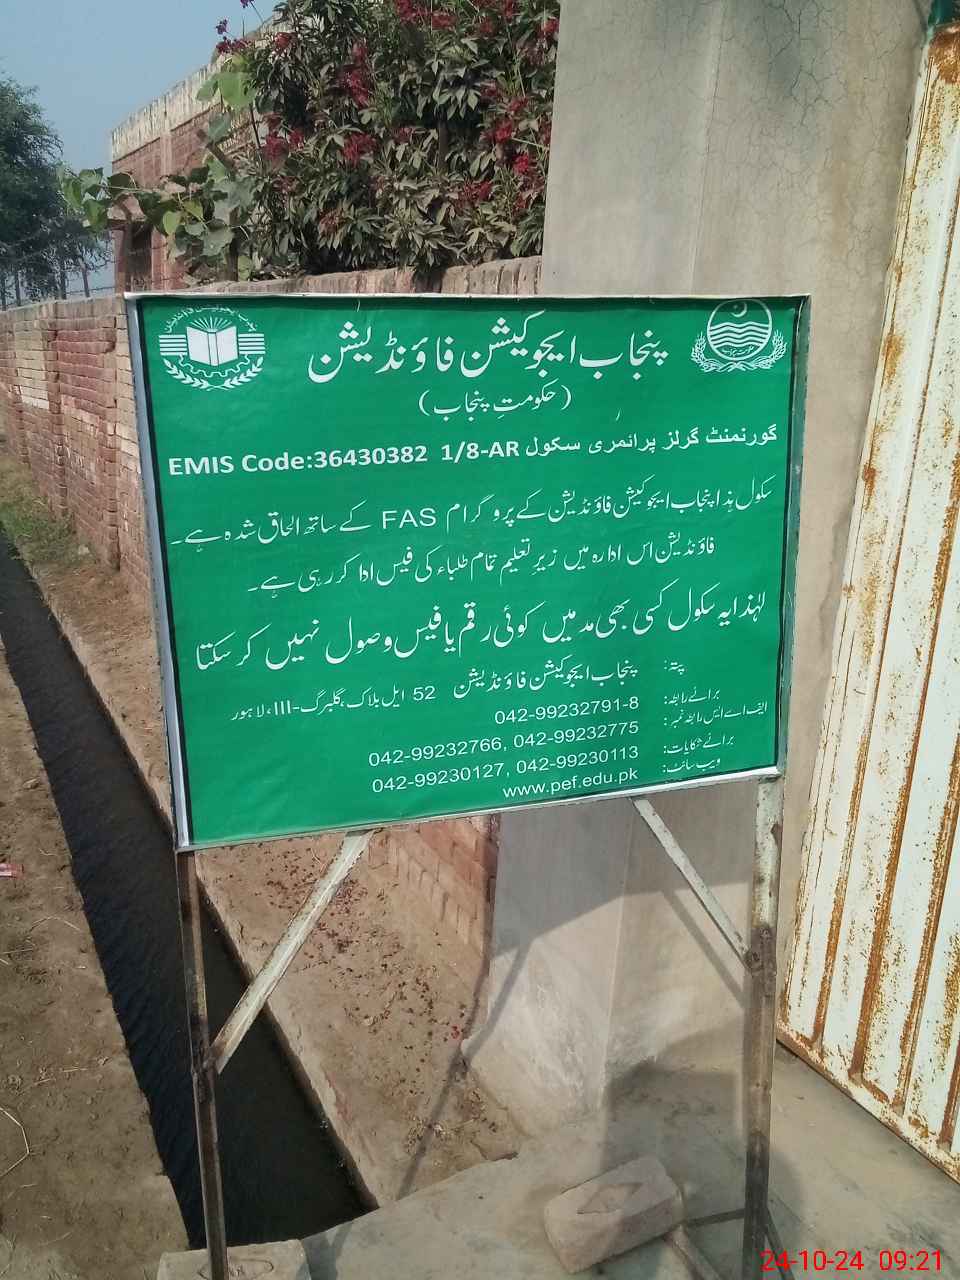 پنجاب ایجوکیشن فاؤنڈیشن
(حکومتِ پنجاب)
گورنمنٹ گرلز پرائمری سکول 1/8-AR EMIS Code:36430382
سکول ہذا پنجاب ایجوکیشن فاؤنڈیشن کے پروگرام FAS کے ساتھ الحاق شدہ ہے۔
فاؤنڈیشن اس ادارہ میں زیرِ تعلیم تمام طلباء کی فیس ادا کر رہی ہے۔
لہٰذا یہ سکول کسی بھی مد میں کوئی رقم یا فیس وصول نہیں کر سکتا
پتہ: پنجاب ایجوکیشن فاؤنڈیشن 52 ایل بلاک، گلبرگ-III، لاہور
برائے رابطہ: 042-99232791-8
ایف اے ایس رابطہ نمبر: 042-99232766, 042-99232775
برائے شکایات: 042-99230127, 042-99230113
ویب سائٹ: www.pef.edu.pk
24-10-24 09:21